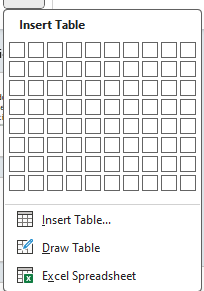 Insert Table
Insert Table...
Draw Table
Excel Spreadsheet